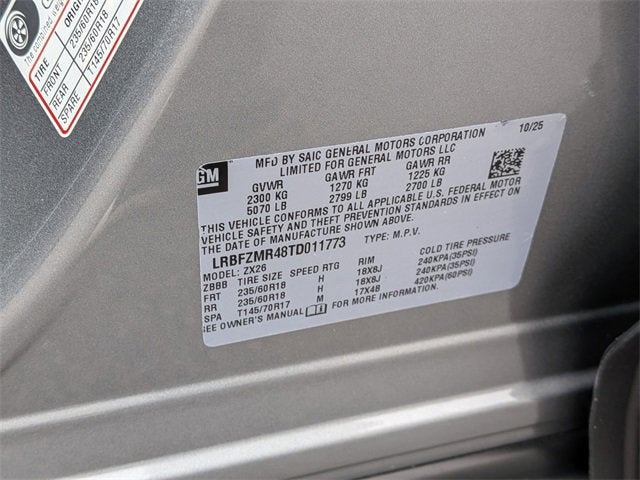 The combined weig
TIRE ORIGI
FRONT 235/60R18
REAR 235/60R18
SPARE T145/70R17
GM
MFD BY SAIC GENERAL MOTORS CORPORATION 10/25
LIMITED FOR GENERAL MOTORS LLC
GVWR GAWR FRT GAWR RR
2300 KG 1270 KG 1225 KG
5070 LB 2799 LB 2700 LB
THIS VEHICLE CONFORMS TO ALL APPLICABLE U.S. FEDERAL MOTOR
VEHICLE SAFETY AND THEFT PREVENTION STANDARDS IN EFFECT ON
THE DATE OF MANUFACTURE SHOWN ABOVE.
LRBFZMR48TD011773 TYPE: M.P.V.
MODEL: ZX26
ZBBB TIRE SIZE SPEED RTG RIM COLD TIRE PRESSURE
FRT 235/60R18 H 18X8J 240KPA(35PSI)
RR 235/60R18 H 18X8J 240KPA(35PSI)
SPA T145/70R17 M 17X4B 420KPA(60PSI)
SEE OWNER'S MANUAL FOR MORE INFORMATION.